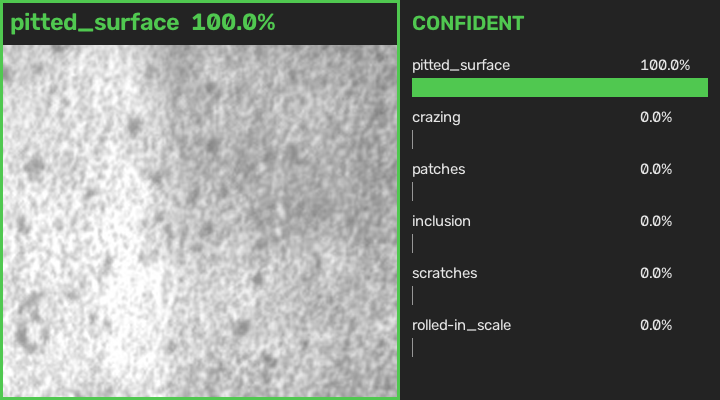 pitted_surface 100.0%
CONFIDENT
pitted_surface 100.0%
crazing 0.0%
patches 0.0%
inclusion 0.0%
scratches 0.0%
rolled-in_scale 0.0%